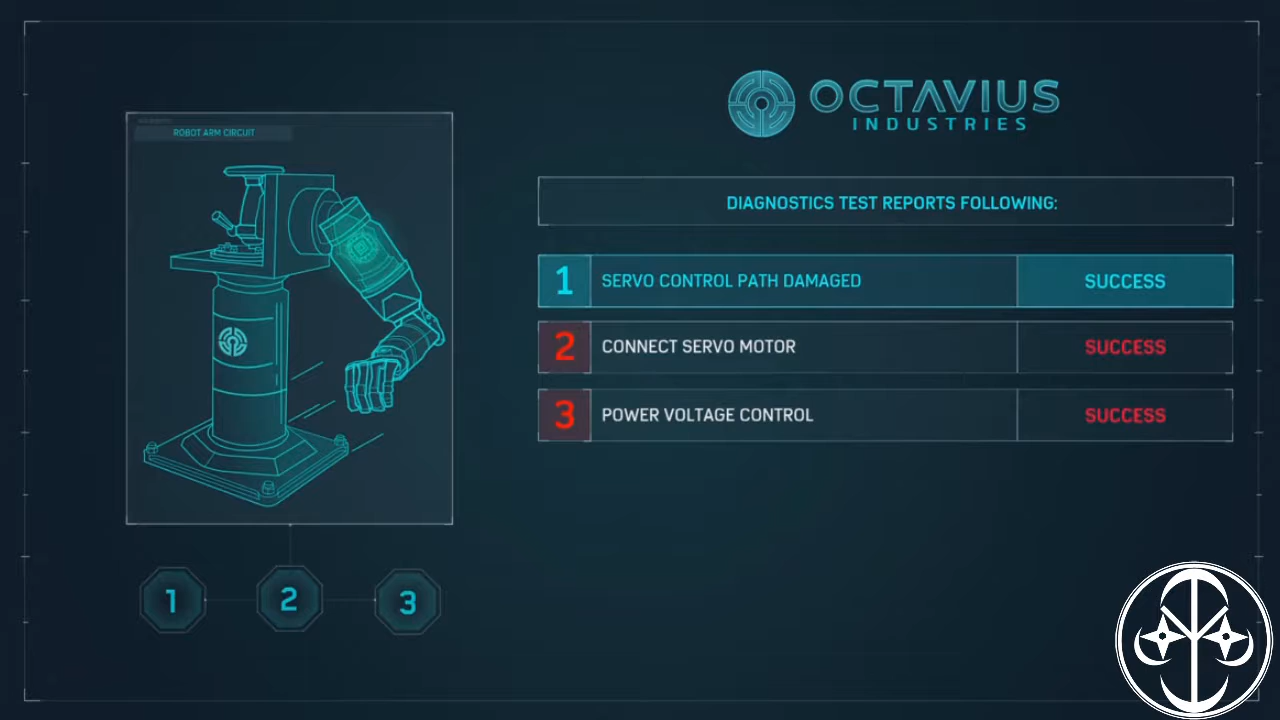 OCTAVIUS
INDUSTRIES
ROBOT ARM CIRCUIT
DIAGNOSTICS TEST REPORTS FOLLOWING:
1 SERVO CONTROL PATH DAMAGED SUCCESS
2 CONNECT SERVO MOTOR SUCCESS
3 POWER VOLTAGE CONTROL SUCCESS
1 2 3